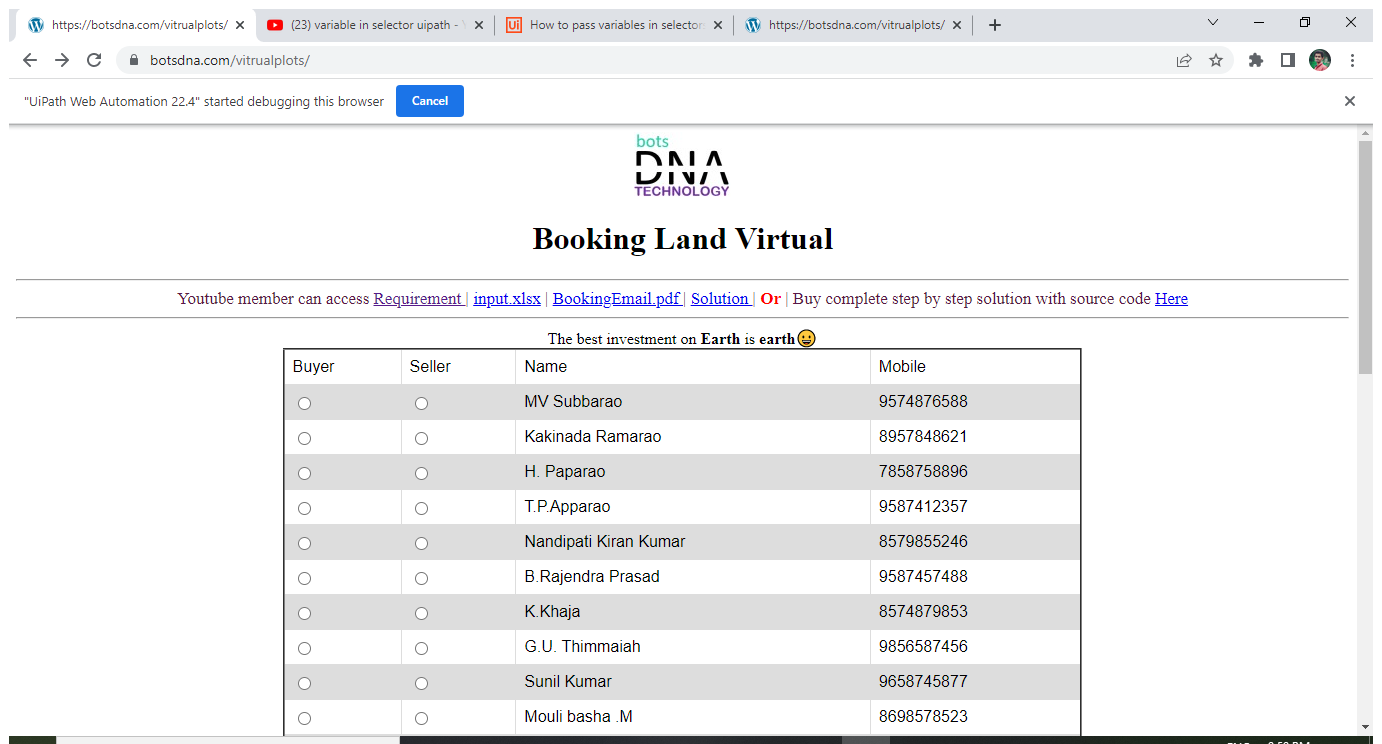 https://botsdna.com/vitrualplots/ (23) variable in selector uipath - How to pass variables in selector https://botsdna.com/vitrualplots/
botsdna.com/vitrualplots/
"UiPath Web Automation 22.4" started debugging this browser Cancel
bots
DNA
TECHNOLOGY
Booking Land Virtual
Youtube member can access Requirement | input.xlsx | BookingEmail.pdf | Solution | Or | Buy complete step by step solution with source code Here
The best investment on Earth is earth😀
Buyer Seller Name Mobile
MV Subbarao 9574876588
Kakinada Ramarao 8957848621
H. Paparao 7858758896
T.P.Apparao 9587412357
Nandipati Kiran Kumar 8579855246
B.Rajendra Prasad 9587457488
K.Khaja 8574879853
G.U. Thimmaiah 9856587456
Sunil Kumar 9658745877
Mouli basha .M 8698578523